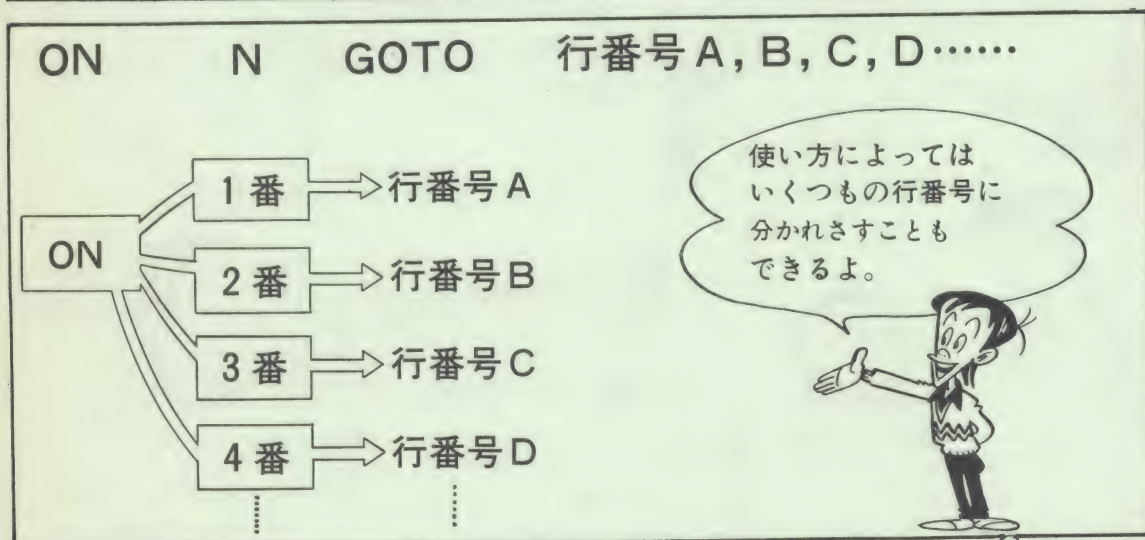 ON N GOTO 行番号A, B, C, D……
ON
1番 行番号A
2番 行番号B
3番 行番号C
4番 行番号D
使い方によっては
いくつもの行番号に
分かれさすことも
できるよ。